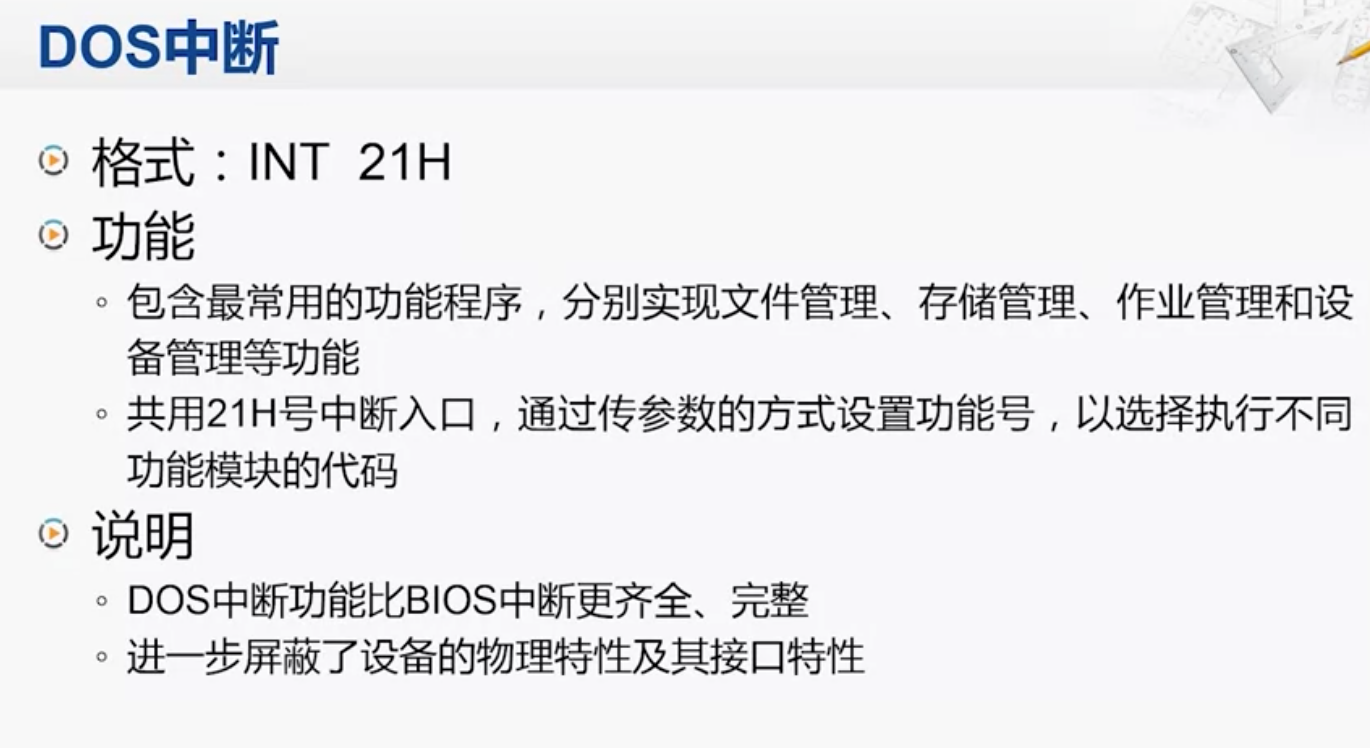 DOS中断
格式：INT 21H
功能
包含最常用的功能程序，分别实现文件管理、存储管理、作业管理和设
备管理等功能
共用21H号中断入口，通过传参数的方式设置功能号，以选择执行不同
功能模块的代码
说明
DOS中断功能比BIOS中断更齐全、完整
进一步屏蔽了设备的物理特性及其接口特性